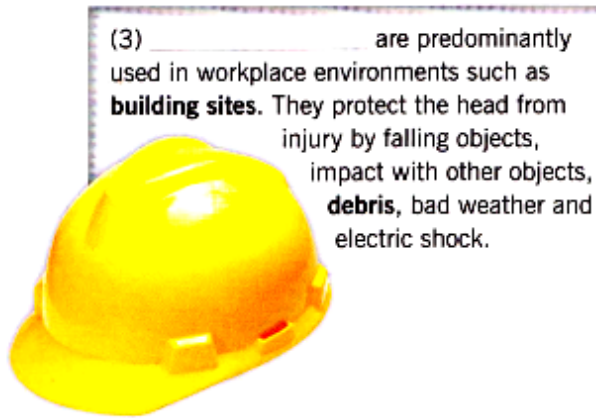 (3) ______________ are predominantly
used in workplace environments such as
building sites. They protect the head from
injury by falling objects,
impact with other objects,
debris, bad weather and
electric shock.